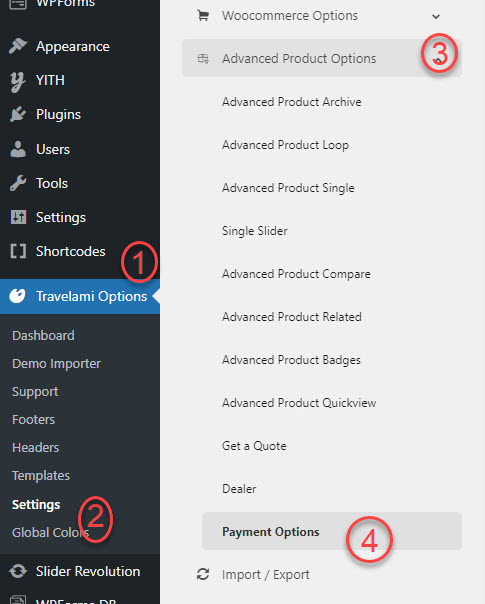 WPForms
Appearance
YITH
Plugins
Users
Tools
Settings
Shortcodes
1
Travelami Options
Dashboard
Demo Importer
Support
Footers
Headers
Templates
Settings
2
Global Colors
Slider Revolution
WPForms DB
Woocommerce Options
Advanced Product Options
3
Advanced Product Archive
Advanced Product Loop
Advanced Product Single
Single Slider
Advanced Product Compare
Advanced Product Related
Advanced Product Badges
Advanced Product Quickview
Get a Quote
Dealer
Payment Options
4
Import / Export